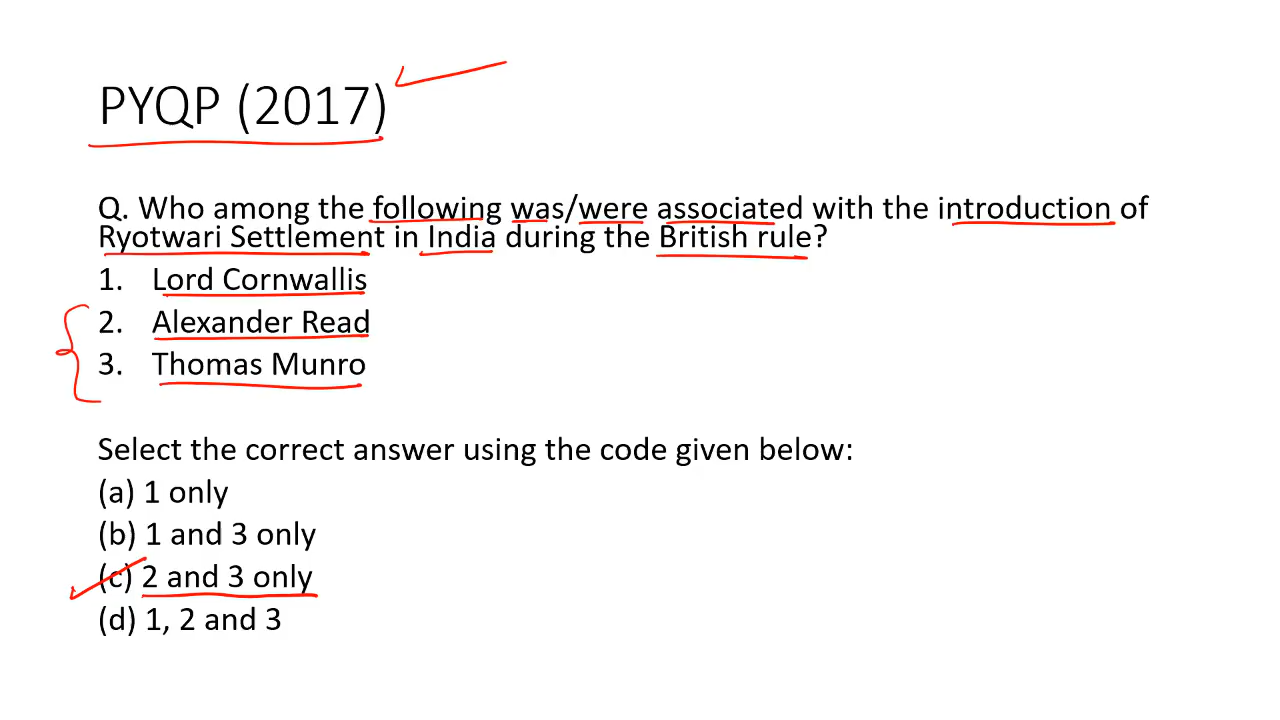 PYQP (2017)
Q. Who among the following was/were associated with the introduction of
Ryotwari Settlement in India during the British rule?
1. Lord Cornwallis
2. Alexander Read
3. Thomas Munro
Select the correct answer using the code given below:
(a) 1 only
(b) 1 and 3 only
(c) 2 and 3 only
(d) 1, 2 and 3